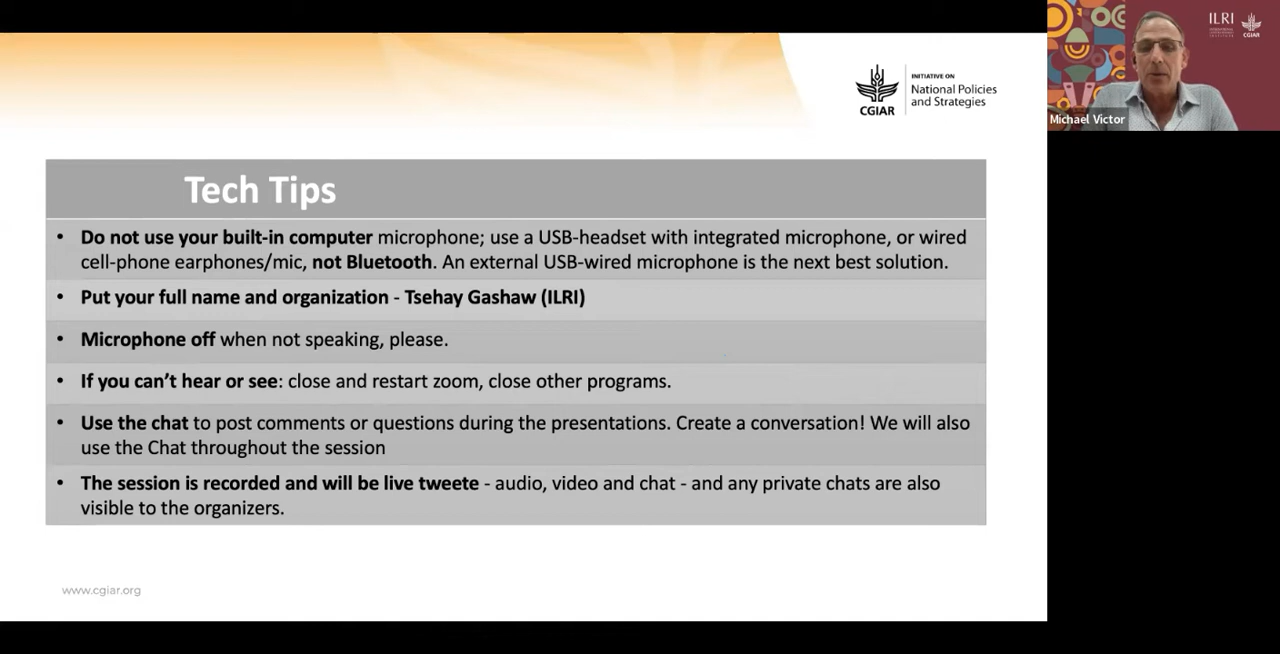 ILRI
INTERNATIONAL
LIVESTOCK RESEARCH
INSTITUTE
CGIAR
Michael Victor
CGIAR
INITIATIVE ON
National Policies
and Strategies
Tech Tips
• Do not use your built-in computer microphone; use a USB-headset with integrated microphone, or wired
cell-phone earphones/mic, not Bluetooth. An external USB-wired microphone is the next best solution.
• Put your full name and organization - Tsehay Gashaw (ILRI)
• Microphone off when not speaking, please.
• If you can't hear or see: close and restart zoom, close other programs.
• Use the chat to post comments or questions during the presentations. Create a conversation! We will also
use the Chat throughout the session
• The session is recorded and will be live tweete - audio, video and chat - and any private chats are also
visible to the organizers.
www.cgiar.org